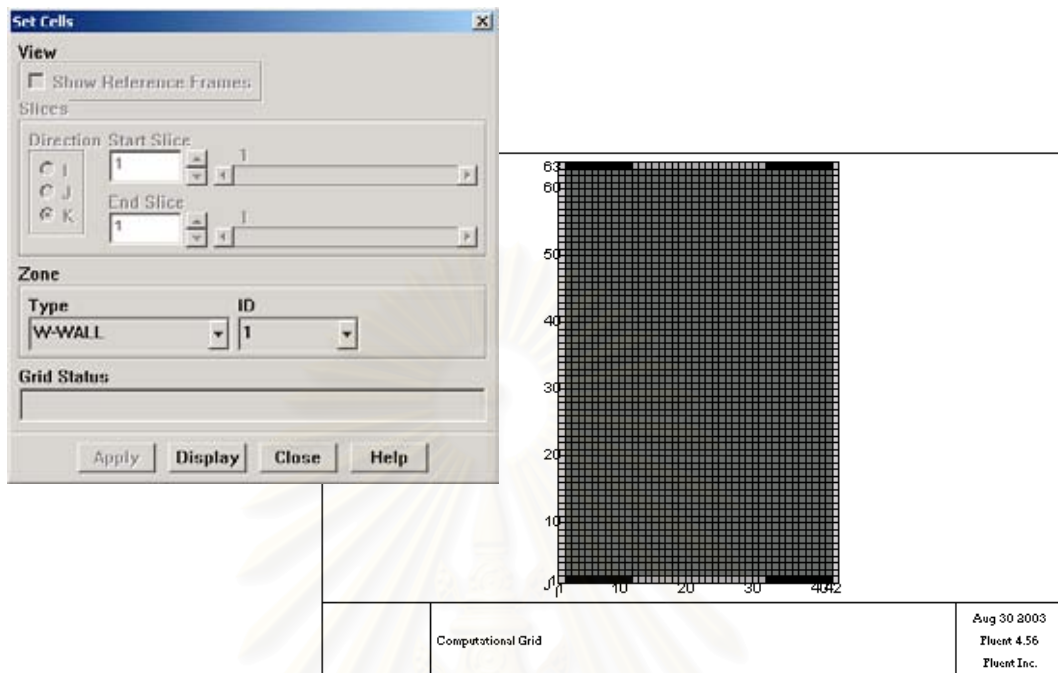 Set Cells
View
Show Reference Frames
Slices
Direction Start Slice
I
1
1
J
End Slice
K
1
1
Zone
Type ID
W-WALL 1
Grid Status
Apply Display Close Help
63
60
50
40
30
20
10
J 1
I 1 10 20 30 40 42
Computational Grid
Aug 30 2003
Fluent 4.56
Fluent Inc.